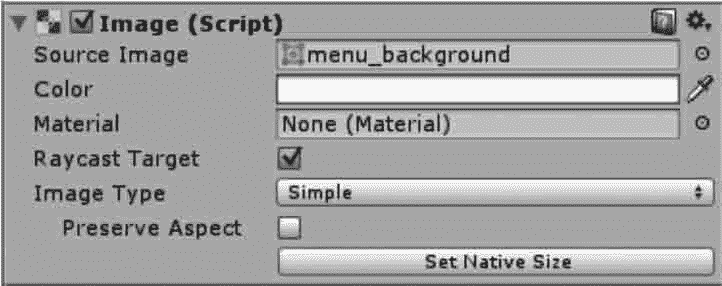 Image (Script)
Source Image menu_background
Color
Material None (Material)
Raycast Target
Image Type Simple
Preserve Aspect
Set Native Size